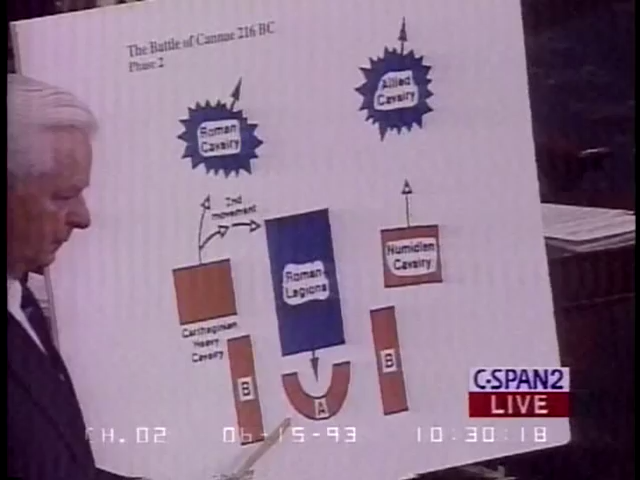 The Battle of Cannae 216 BC
Phase 2
Allied
Cavalry
Roman
Cavalry
2nd
movement
Roman
Legions
Numidian
Cavalry
Carthaginian
Heavy
Cavalry
B
B
A
C-SPAN2
LIVE
CH.02 06-15-93 10:30:18